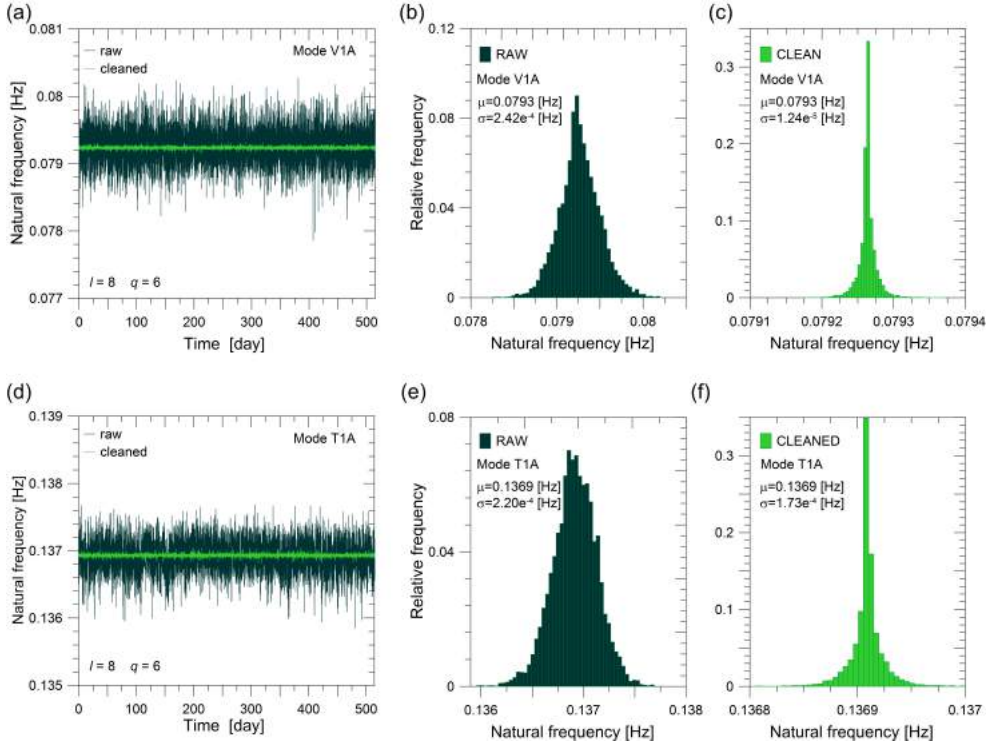 (a)
0.081
0.08
0.079
0.078
0.077
Natural frequency [Hz]
raw
cleaned
Mode V1A
l = 8 q = 6
0 100 200 300 400 500
Time [day]
(b)
0.12
0.08
0.04
0
Relative frequency
RAW
Mode V1A
μ=0.0793 [Hz]
σ=2.42e⁻⁴ [Hz]
0.078 0.079 0.08
Natural frequency [Hz]
(c)
0.3
0.2
0.1
0
CLEAN
Mode V1A
μ=0.0793 [Hz]
σ=1.24e⁻⁵ [Hz]
0.0791 0.0792 0.0793 0.0794
Natural frequency [Hz]
(d)
0.139
0.138
0.137
0.136
0.135
Natural frequency [Hz]
raw
cleaned
Mode T1A
l = 8 q = 6
0 100 200 300 400 500
Time [day]
(e)
0.08
0.04
0
Relative frequency
RAW
Mode T1A
μ=0.1369 [Hz]
σ=2.20e⁻⁴ [Hz]
0.136 0.137 0.138
Natural frequency [Hz]
(f)
0.3
0.2
0.1
0
CLEANED
Mode T1A
μ=0.1369 [Hz]
σ=1.73e⁻⁴ [Hz]
0.1368 0.1369 0.137
Natural frequency [Hz]